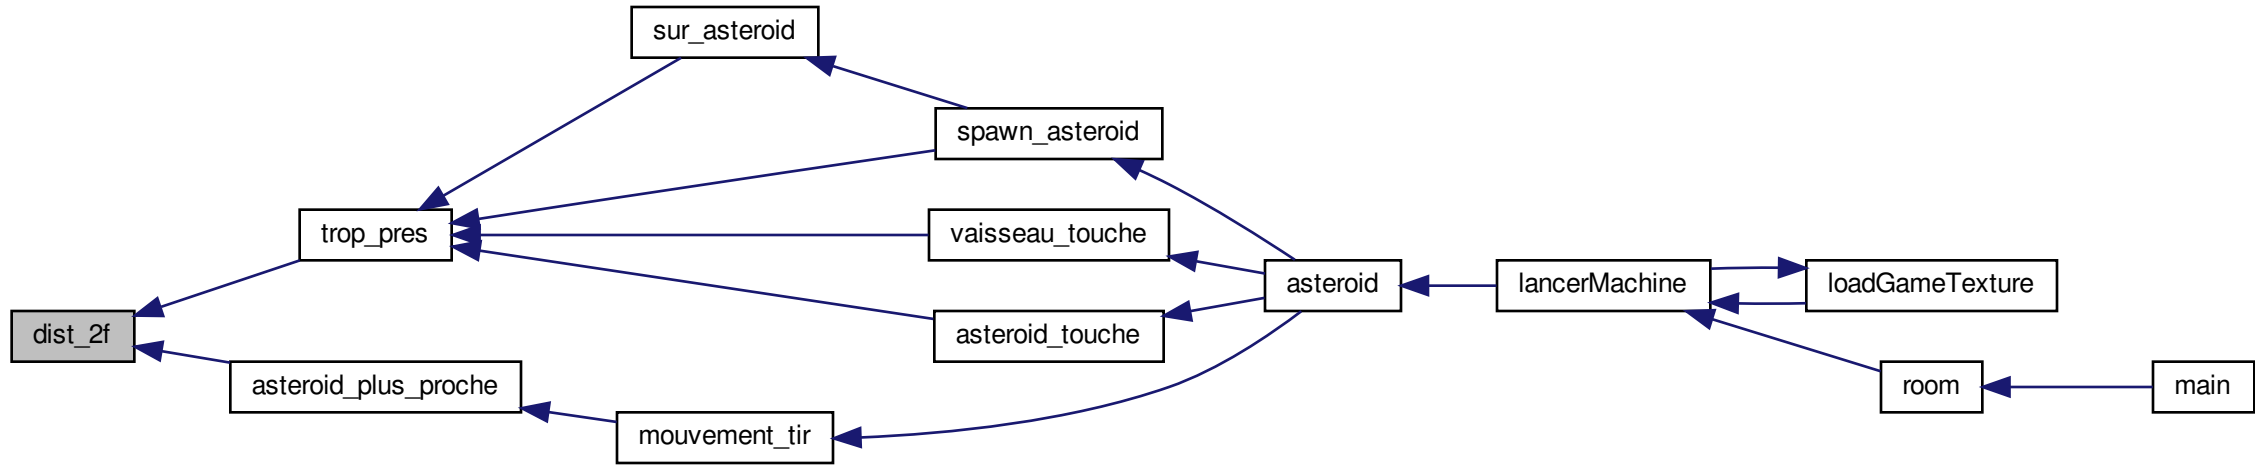 sur_asteroid
spawn_asteroid
trop_pres
vaisseau_touche
asteroid
lancerMachine
loadGameTexture
dist_2f
asteroid_touche
asteroid_plus_proche
room
main
mouvement_tir